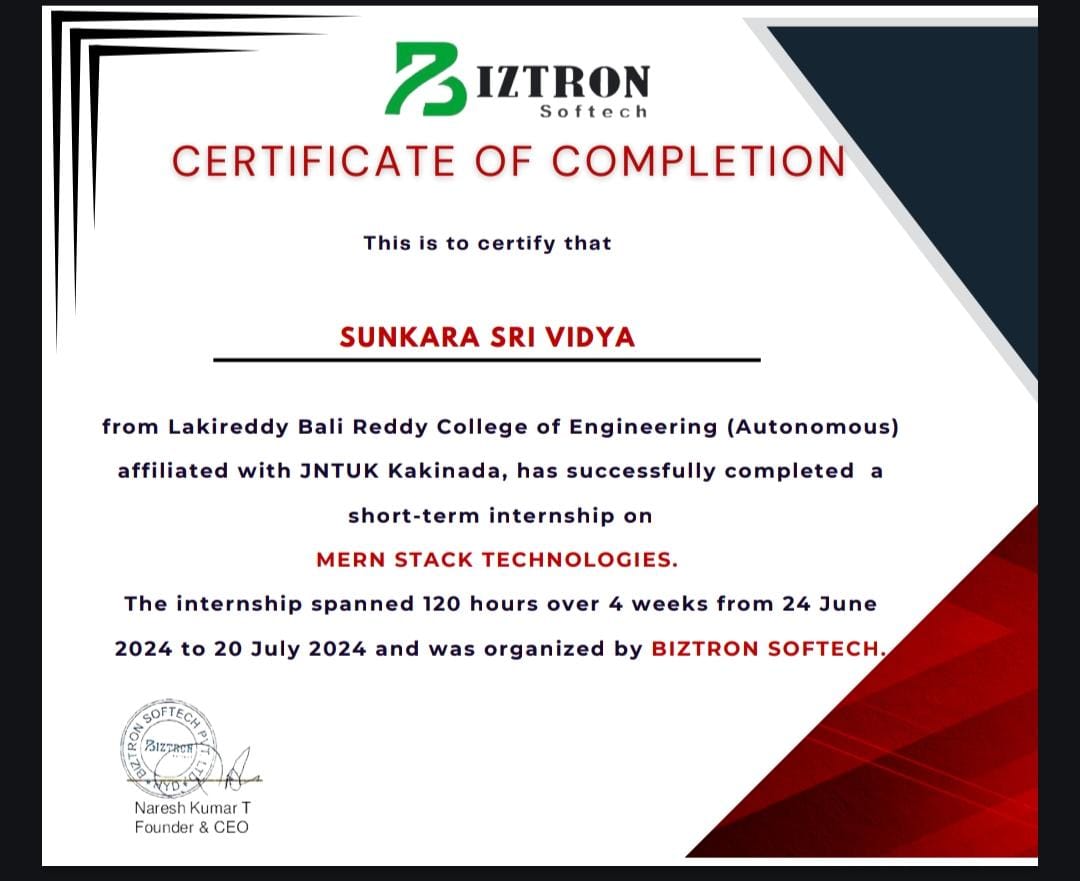 BIZTRON
Softech
CERTIFICATE OF COMPLETION
This is to certify that
SUNKARA SRI VIDYA
from Lakireddy Bali Reddy College of Engineering (Autonomous)
affiliated with JNTUK Kakinada, has successfully completed a
short-term internship on
MERN STACK TECHNOLOGIES.
The internship spanned 120 hours over 4 weeks from 24 June
2024 to 20 July 2024 and was organized by BIZTRON SOFTECH.
BIZTRON SOFTECH PVT LTD
HYD
BIZTRON
Naresh Kumar T
Founder & CEO